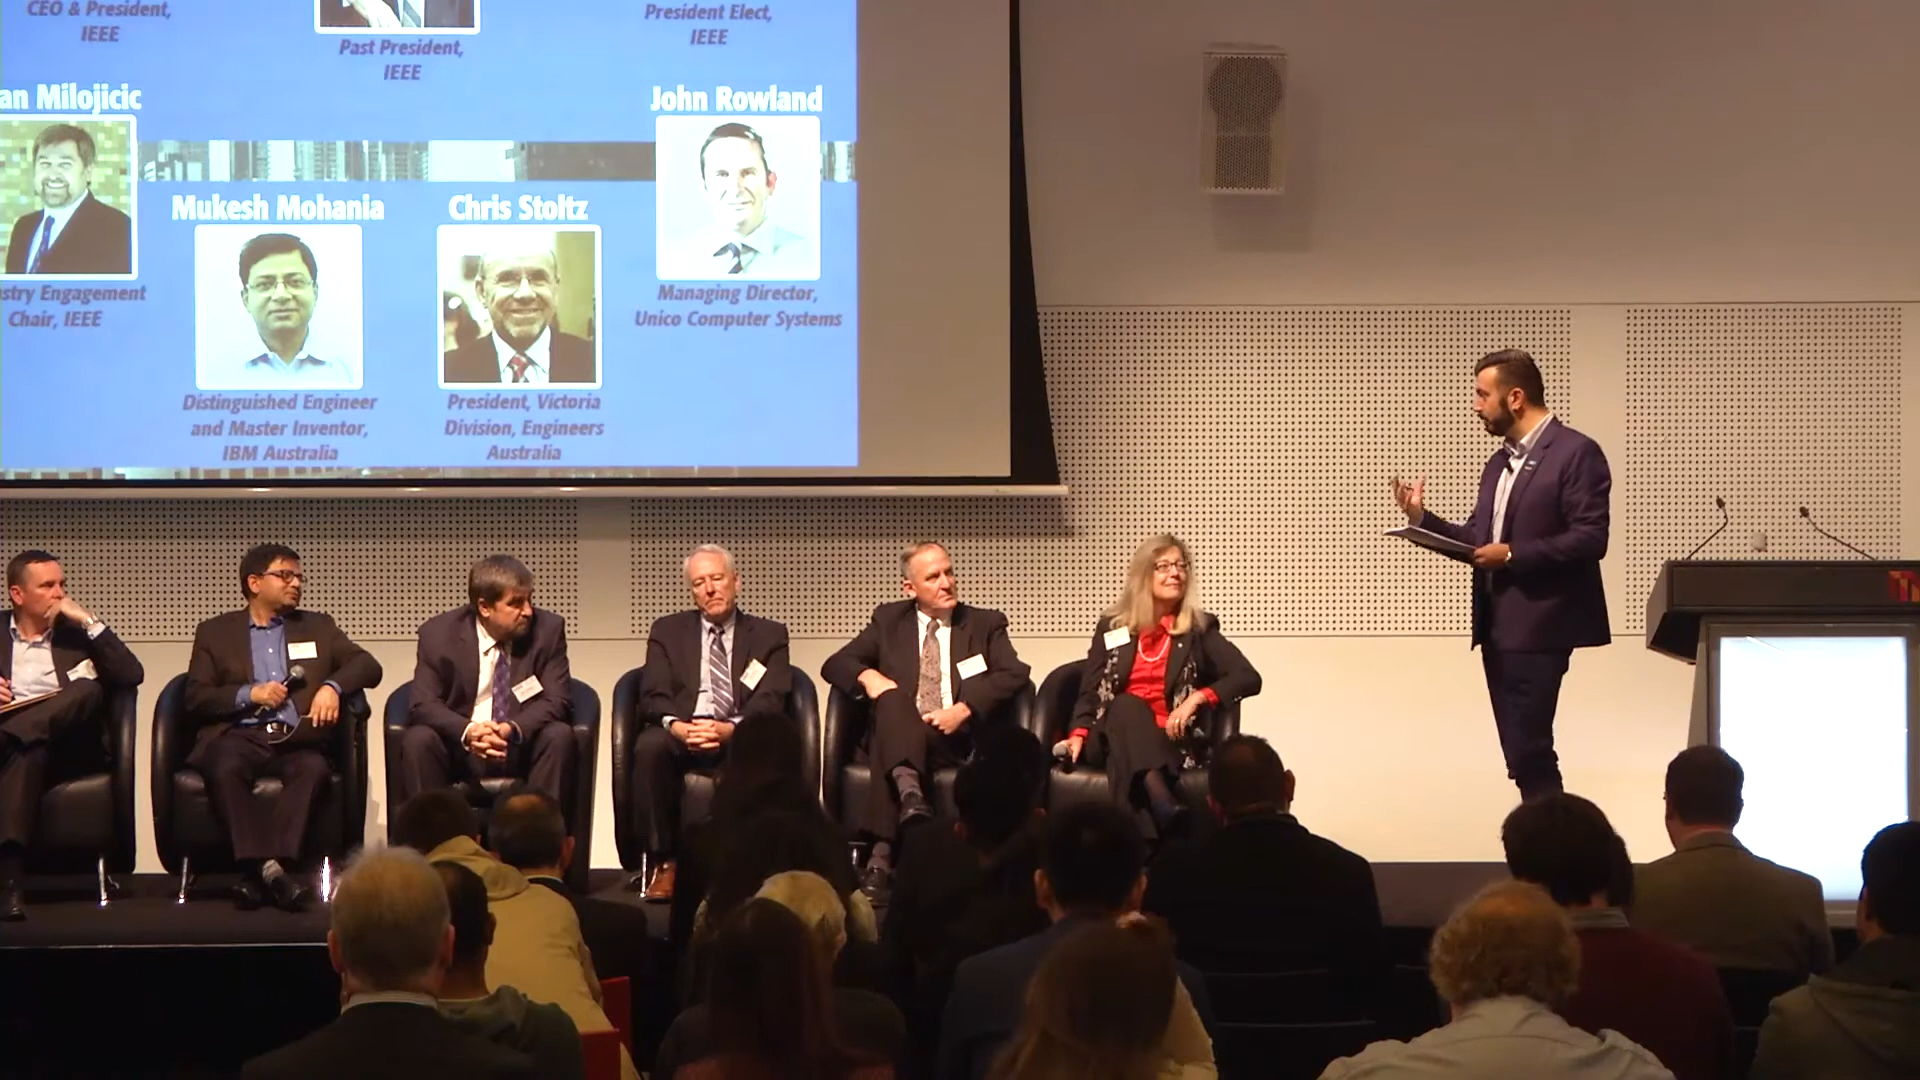 CEO & President,
IEEE
Past President,
IEEE
President Elect,
IEEE
an Milojicic
stry Engagement
Chair, IEEE
Mukesh Mohania
Distinguished Engineer
and Master Inventor,
IBM Australia
Chris Stoltz
President, Victoria
Division, Engineers
Australia
John Rowland
Managing Director,
Unico Computer Systems